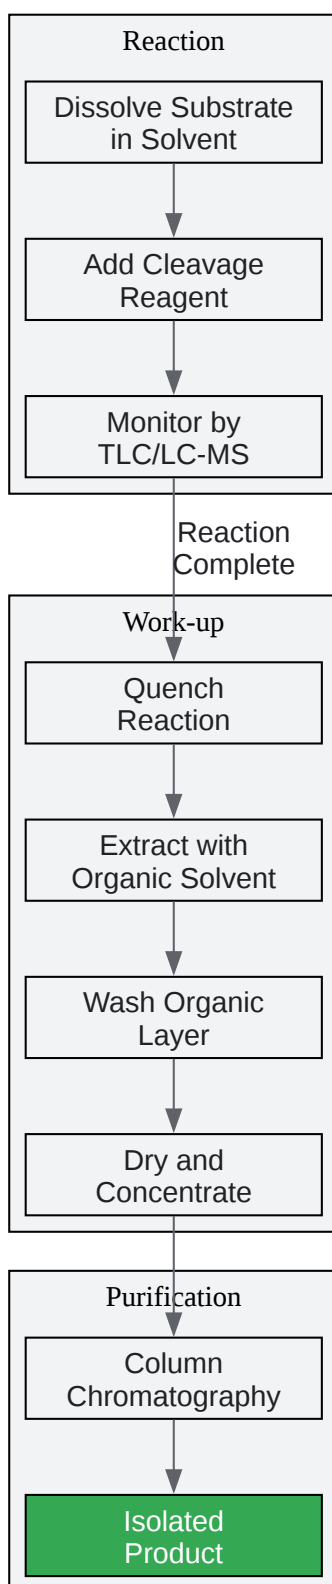 Reaction
Dissolve Substrate
in Solvent
Add Cleavage
Reagent
Monitor by
TLC/LC-MS
Reaction
Complete
Work-up
Quench
Reaction
Extract with
Organic Solvent
Wash Organic
Layer
Dry and
Concentrate
Purification
Column
Chromatography
Isolated
Product